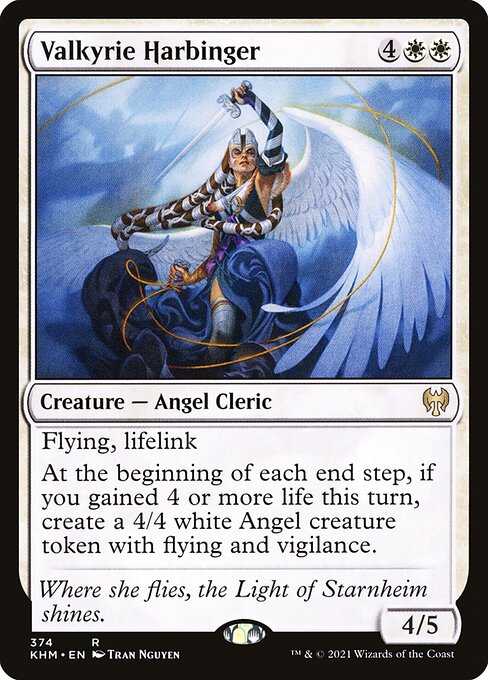 Valkyrie Harbinger 4
Creature — Angel Cleric
Flying, lifelink
At the beginning of each end step, if
you gained 4 or more life this turn,
create a 4/4 white Angel creature
token with flying and vigilance.
Where she flies, the Light of Starnheim
shines.
4/5
374 R
KHM • EN Tran Nguyen
™ & © 2021 Wizards of the Coast